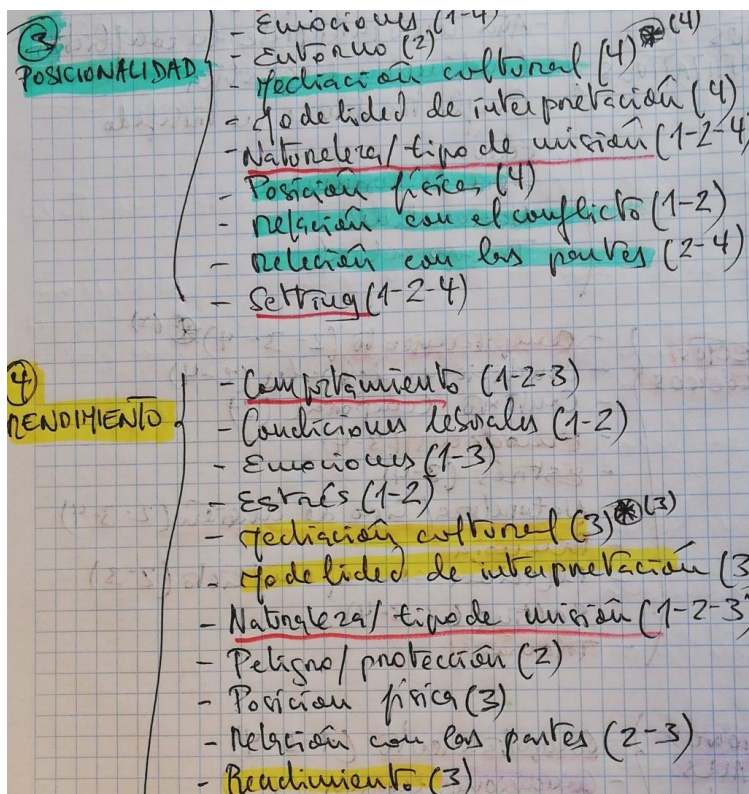 - Emociones (1-4)
- Entorno (2)
③ POSICIONALIDAD
- Mediación cultural (4) * (4)
- Modalidad de interpretación (4)
- Naturaleza/tipo de misión (1-2-4)
- Posición física (4)
- Relación con el conflicto (1-2)
- Relación con las partes (2-4)
- Setting (1-2-4)
④ RENDIMIENTO
- Comportamiento (1-2-3)
- Condiciones laborales (1-2)
- Emociones (1-3)
- Estrés (1-2)
- Mediación cultural (3) * (3)
- Modalidad de interpretación (3
- Naturaleza/tipo de misión (1-2-3)
- Peligro/protección (2)
- Posición física (3)
- Relación con las partes (2-3)
- Rendimiento (3)